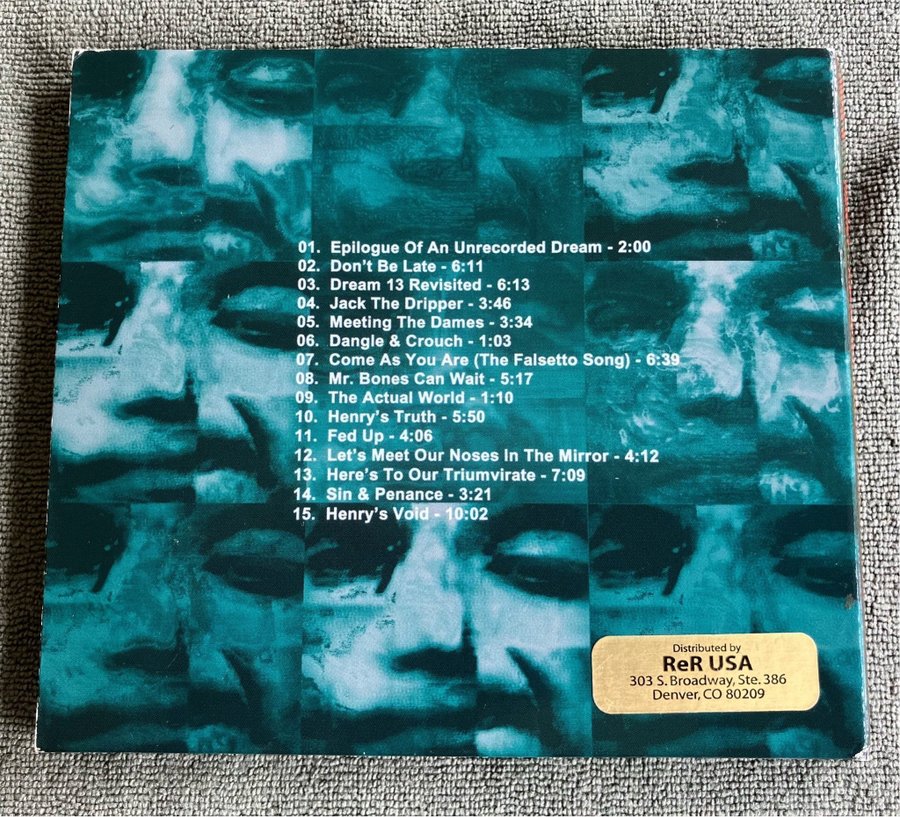 01. Epilogue Of An Unrecorded Dream - 2:00
02. Don't Be Late - 6:11
03. Dream 13 Revisited - 6:13
04. Jack The Dripper - 3:46
05. Meeting The Dames - 3:34
06. Dangle & Crouch - 1:03
07. Come As You Are (The Falsetto Song) - 6:39
08. Mr. Bones Can Wait - 5:17
09. The Actual World - 1:10
10. Henry's Truth - 5:50
11. Fed Up - 4:06
12. Let's Meet Our Noses In The Mirror - 4:12
13. Here's To Our Triumvirate - 7:09
14. Sin & Penance - 3:21
15. Henry's Void - 10:02
Distributed by
ReR USA
303 S. Broadway, Ste. 386
Denver, CO 80209